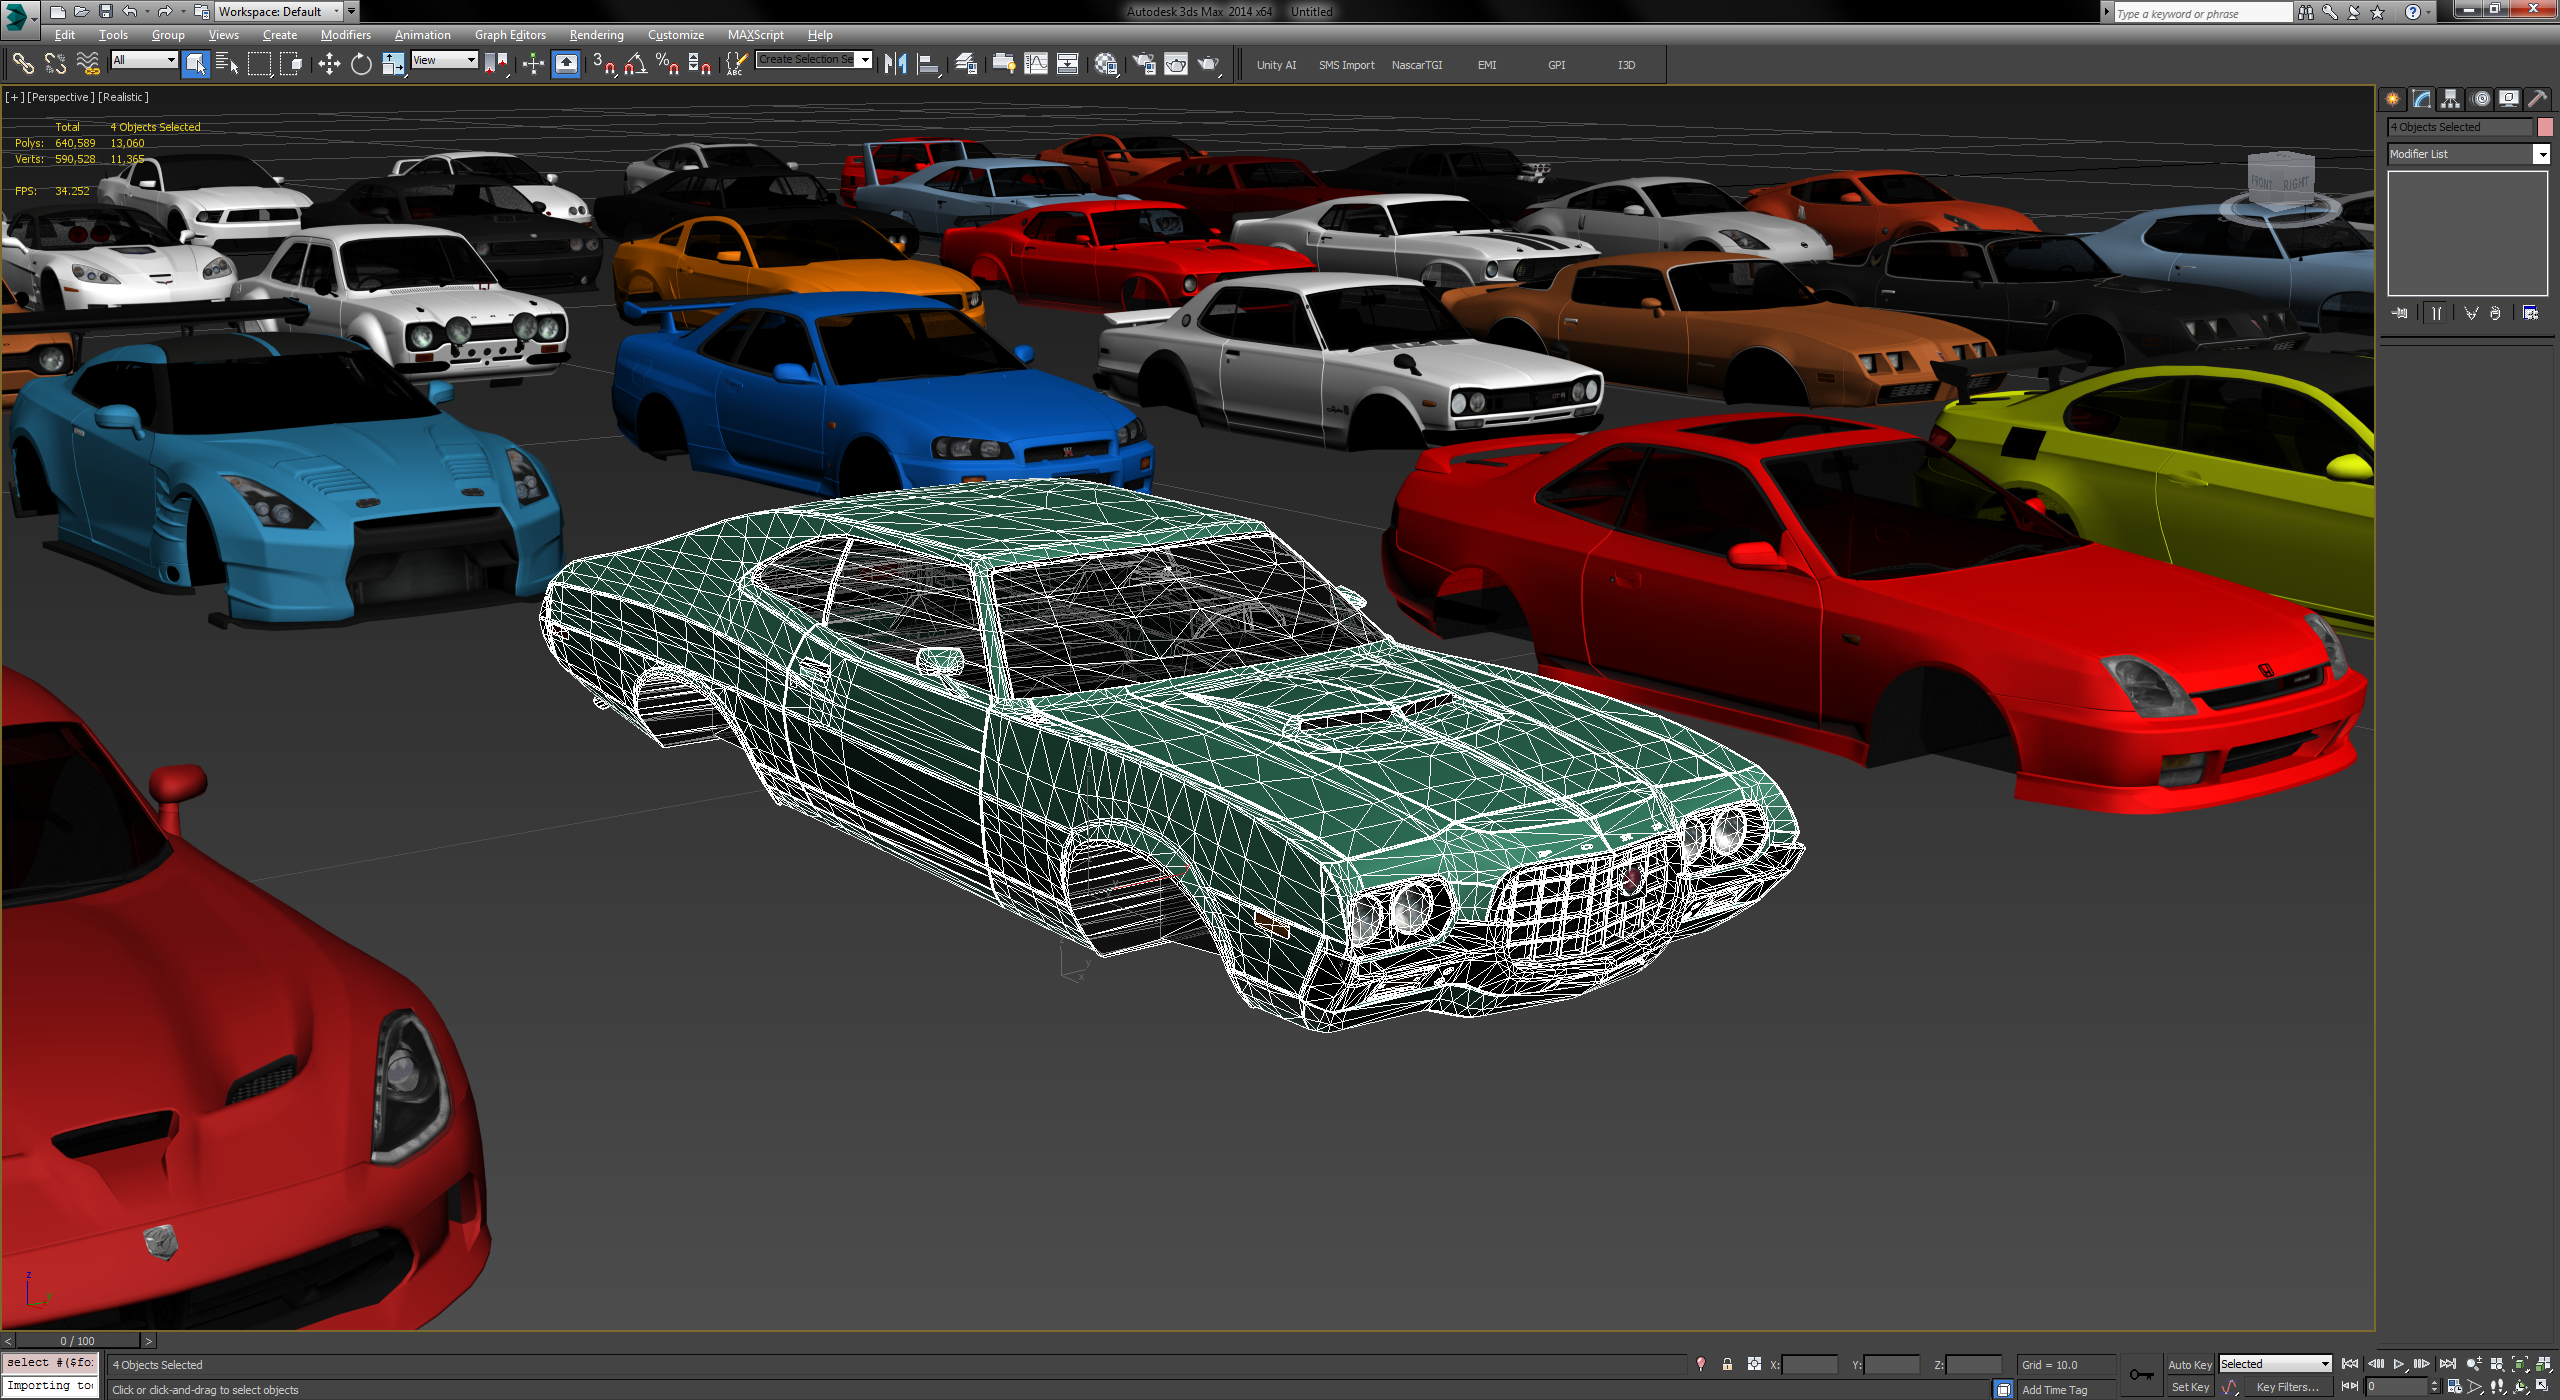 Workspace: Default
Autodesk 3ds Max 2014 x64 Untitled
Type a keyword or phrase
Edit Tools Group Views Create Modifiers Animation Graph Editors Rendering Customize MAXScript Help
All
View
3
%
ABC
Create Selection Se
Unity AI SMS Import NascarTGI EMI GPI I3D
[+] [Perspective] [Realistic]
Total 4 Objects Selected
Polys: 640,589 13,060
Verts: 590,528 11,365
FPS: 34.252
FRONT RIGHT
4 Objects Selected
Modifier List
GT-R
z
y
x
z
0 / 100
select #($fo
Importing to
4 Objects Selected
Click or click-and-drag to select objects
X: Y: Z: Grid = 10.0
Add Time Tag
Auto Key Selected
Set Key Key Filters... 0